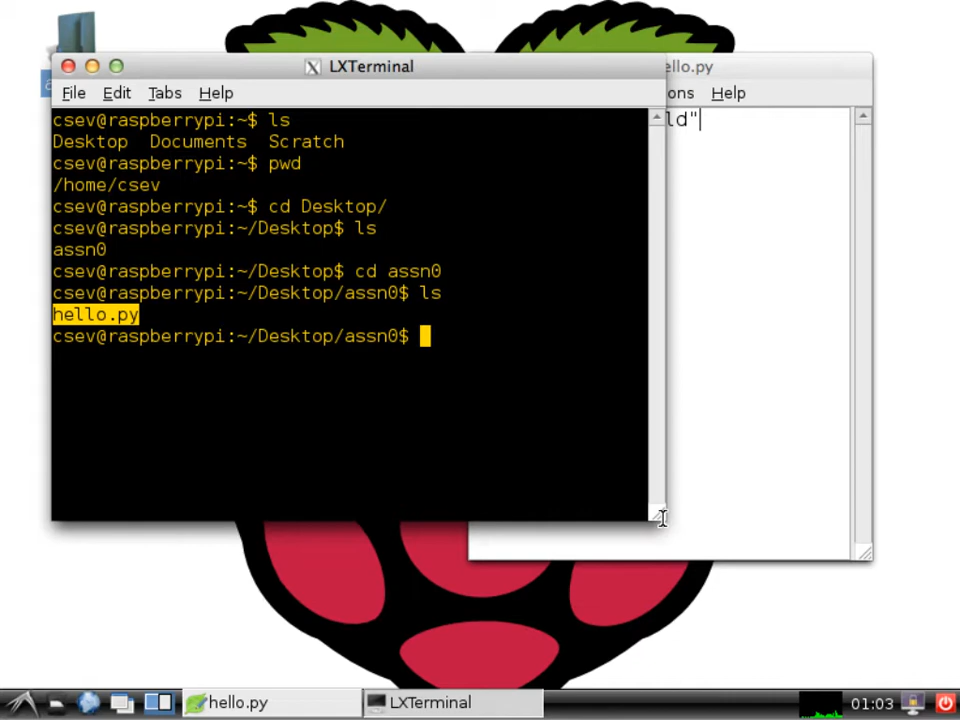 LXTerminal
File Edit Tabs Help
csev@raspberrypi:~$ ls
Desktop Documents Scratch
csev@raspberrypi:~$ pwd
/home/csev
csev@raspberrypi:~$ cd Desktop/
csev@raspberrypi:~/Desktop$ ls
assn0
csev@raspberrypi:~/Desktop$ cd assn0
csev@raspberrypi:~/Desktop/assn0$ ls
hello.py
csev@raspberrypi:~/Desktop/assn0$
ello.py
ons Help
ld"
hello.py
LXTerminal
01:03